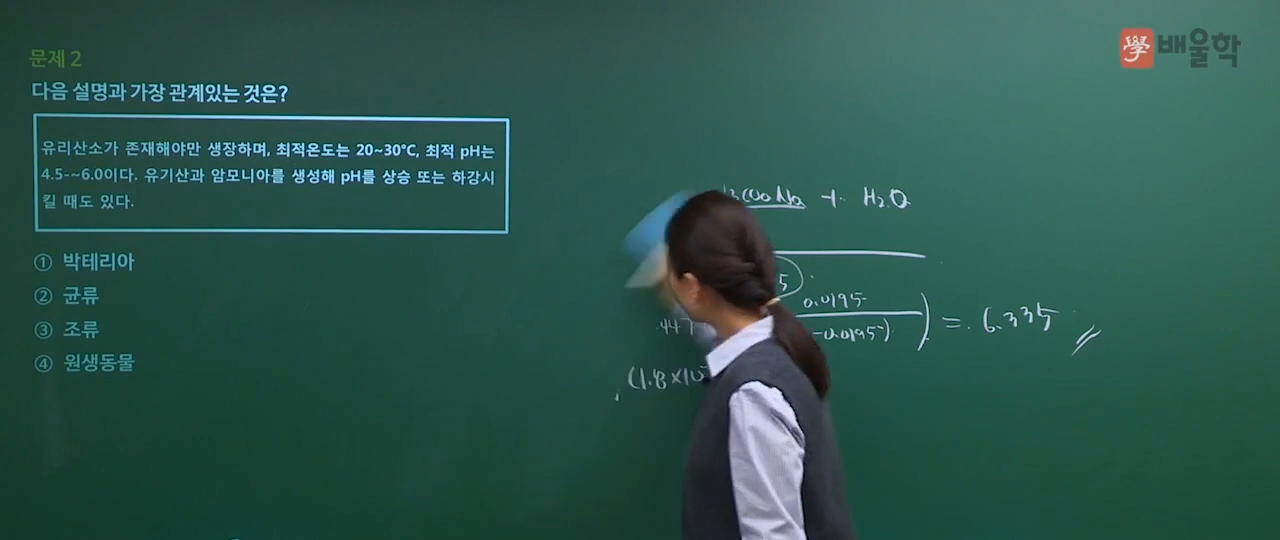 學 배울학
문제 2
다음 설명과 가장 관계있는 것은?
유리산소가 존재해야만 생장하며, 최적온도는 20~30°C, 최적 pH는
4.5-~6.0이다. 유기산과 암모니아를 생성해 pH를 상승 또는 하강시
킬 때도 있다.
① 박테리아
② 균류
③ 조류
④ 원생동물
COO Na + H2O
5
0.0195
-0.0195) = 6.335
.447
(1.8×10